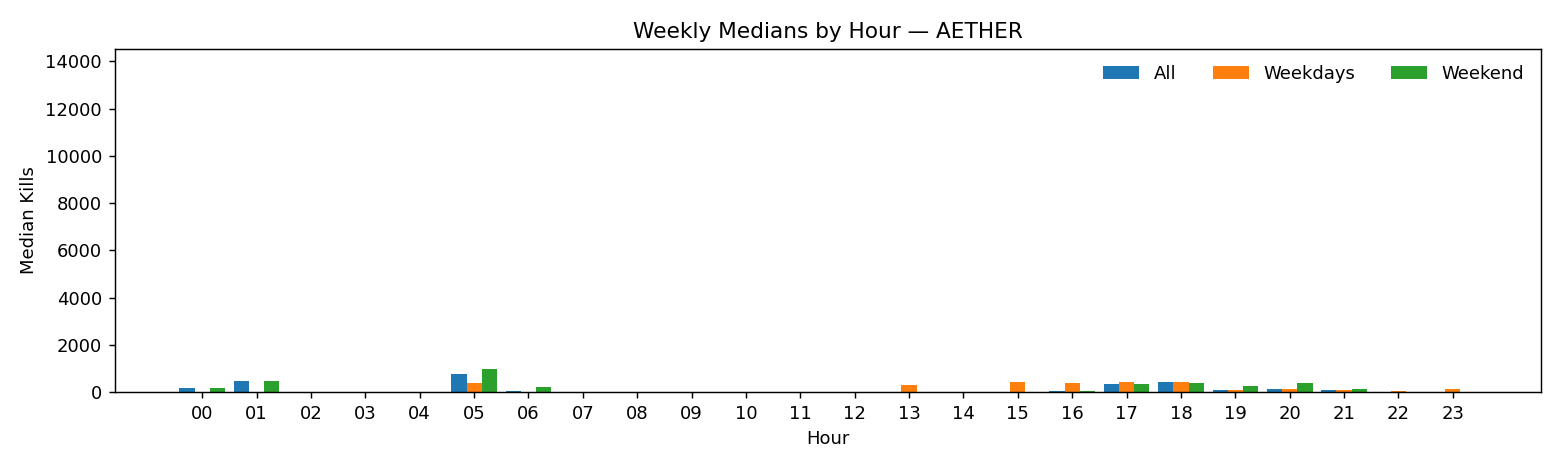 Weekly Medians by Hour — AETHER
All Weekdays Weekend
14000
12000
10000
8000
6000
4000
2000
0
Median Kills
00 01 02 03 04 05 06 07 08 09 10 11 12 13 14 15 16 17 18 19 20 21 22 23
Hour